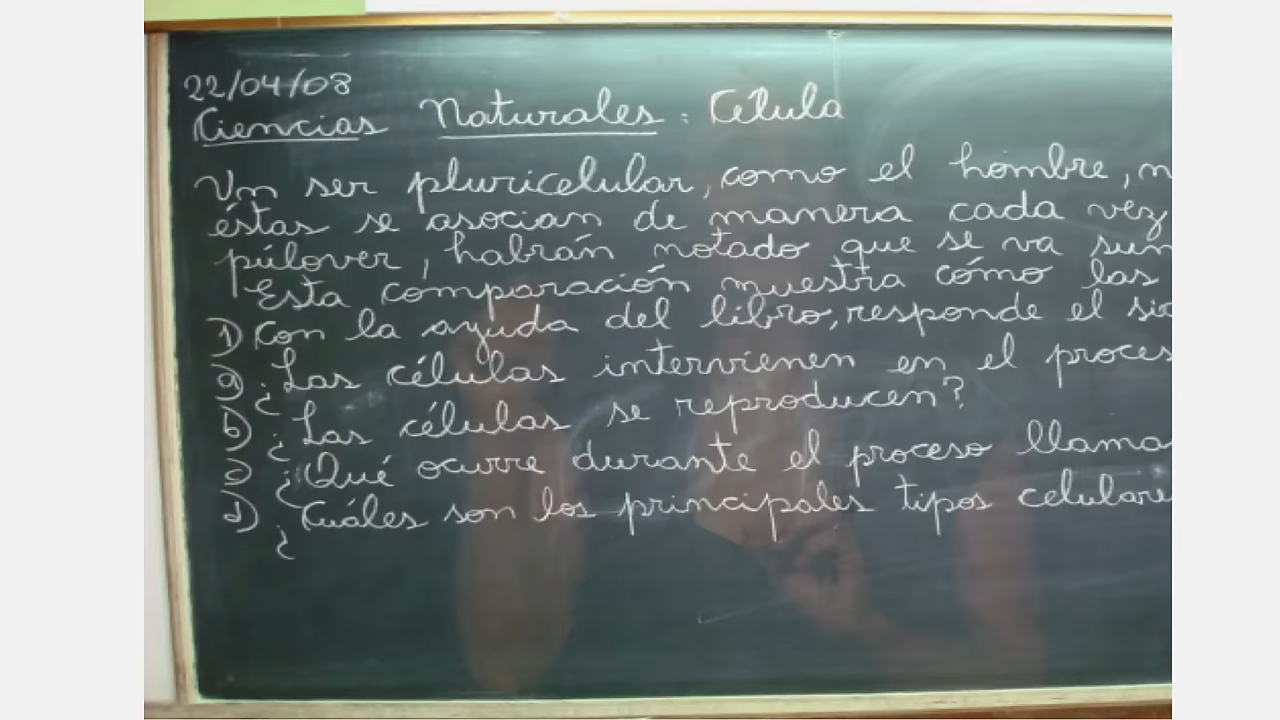 22/04/08
Ciencias Naturales: Célula
Un ser pluricelular, como el hombre, n
éstas se asocian de manera cada vez
púlover, habrán notado que se va sum
Esta comparación muestra cómo las
1) Con la ayuda del libro, responde el sig
a) ¿Las células intervienen en el proces
b) ¿Las células se reproducen?
c) ¿Qué ocurre durante el proceso llama
d) ¿Cuáles son los principales tipos celulare